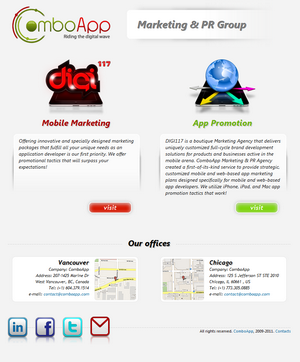 ComboApp
Riding the digital wave
Marketing & PR Group
digi 117
Mobile Marketing
App Promotion
Offering innovative and specially designed marketing
packages that fulfill all your unique needs as an
application developer is our first priority. We offer
promotional tactics that will surpass your
expectations!
DIGI117 is a boutique Marketing Agency that delivers
uniquely customized full-cycle brand development
solutions for products and businesses active in the
mobile arena. ComboApp Marketing & PR Agency
created a first-of-its-kind service to provide strategic,
customized mobile and web-based app marketing
plans designed specifically for mobile and web-based
app developers. We utilize iPhone, iPad, and Mac app
promotion tactics that work!
visit
visit
Our offices
Vancouver
Company: ComboApp
Address: 207-1425 Marine Dr
West Vancouver, BC, Canada
Tel: (+1) 604.379.1514
e-mail: contact@comboapp.com
Chicago
Company: ComboApp
Address: 125 S Jefferson ST STE 2010
Chicago, IL 60661, US
Tel: (+1) 773.305.0885
e-mail: contact@comboapp.com
All rights reserved. ComboApp, 2009-2011. Contacts